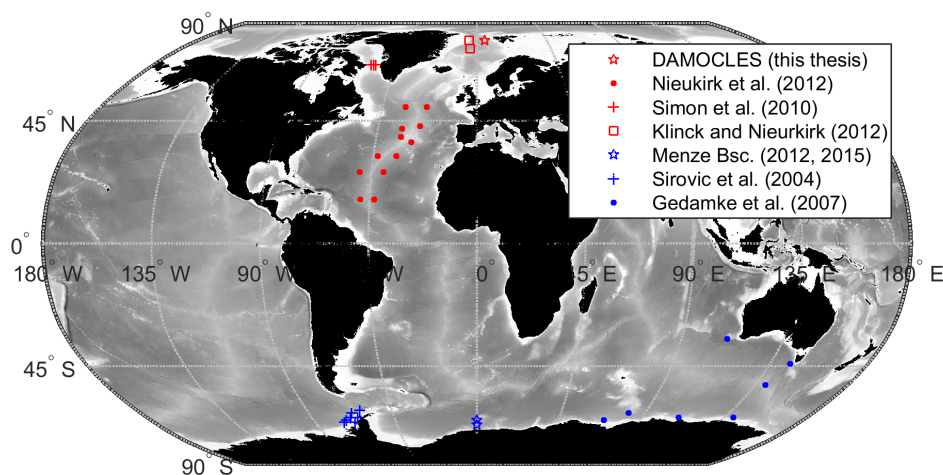 90° N
DAMOCLES (this thesis)
Nieukirk et al. (2012)
Simon et al. (2010)
Klinck and Nieurkirk (2012)
Menze Bsc. (2012, 2015)
Sirovic et al. (2004)
Gedamke et al. (2007)
45° N
0°
180° W 135° W 90° W W 0° 45° E 90° E 135° E 180° E
45° S
90° S